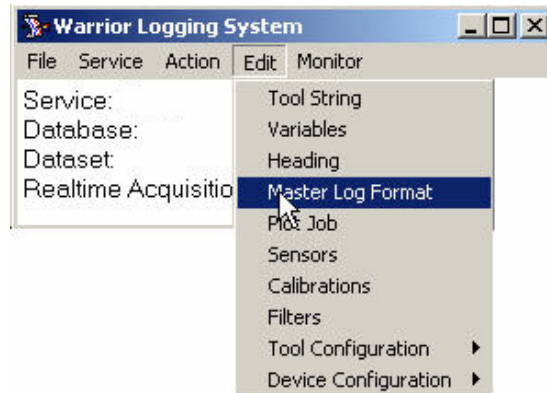 Warrior Logging System
File Service Action Edit Monitor
Service:
Database:
Dataset:
Realtime Acquisitio
Tool String
Variables
Heading
Master Log Format
Plot Job
Sensors
Calibrations
Filters
Tool Configuration
Device Configuration